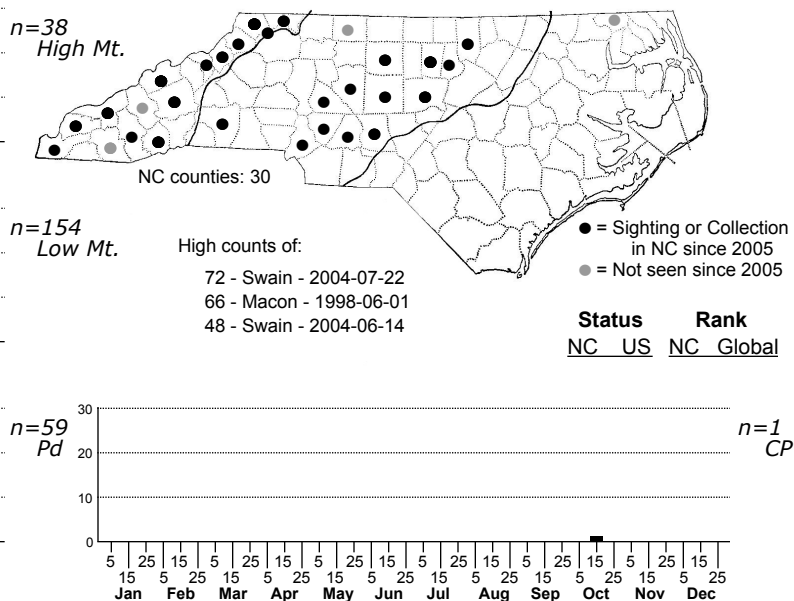 n=38
High Mt.
NC counties: 30
n=154
Low Mt.
High counts of:
72 - Swain - 2004-07-22
66 - Macon - 1998-06-01
48 - Swain - 2004-06-14
● = Sighting or Collection
in NC since 2005
● = Not seen since 2005
Status Rank
NC US NC Global
n=59
Pd
n=1
CP
30
20
10
0
5 25 15 5 25 15 5 25 15 5 25 15 5 25 15 5 25 15
15 5 25 15 5 25 15 5 25 15 5 25 15 5 25 15 5 25
Jan Feb Mar Apr May Jun Jul Aug Sep Oct Nov Dec